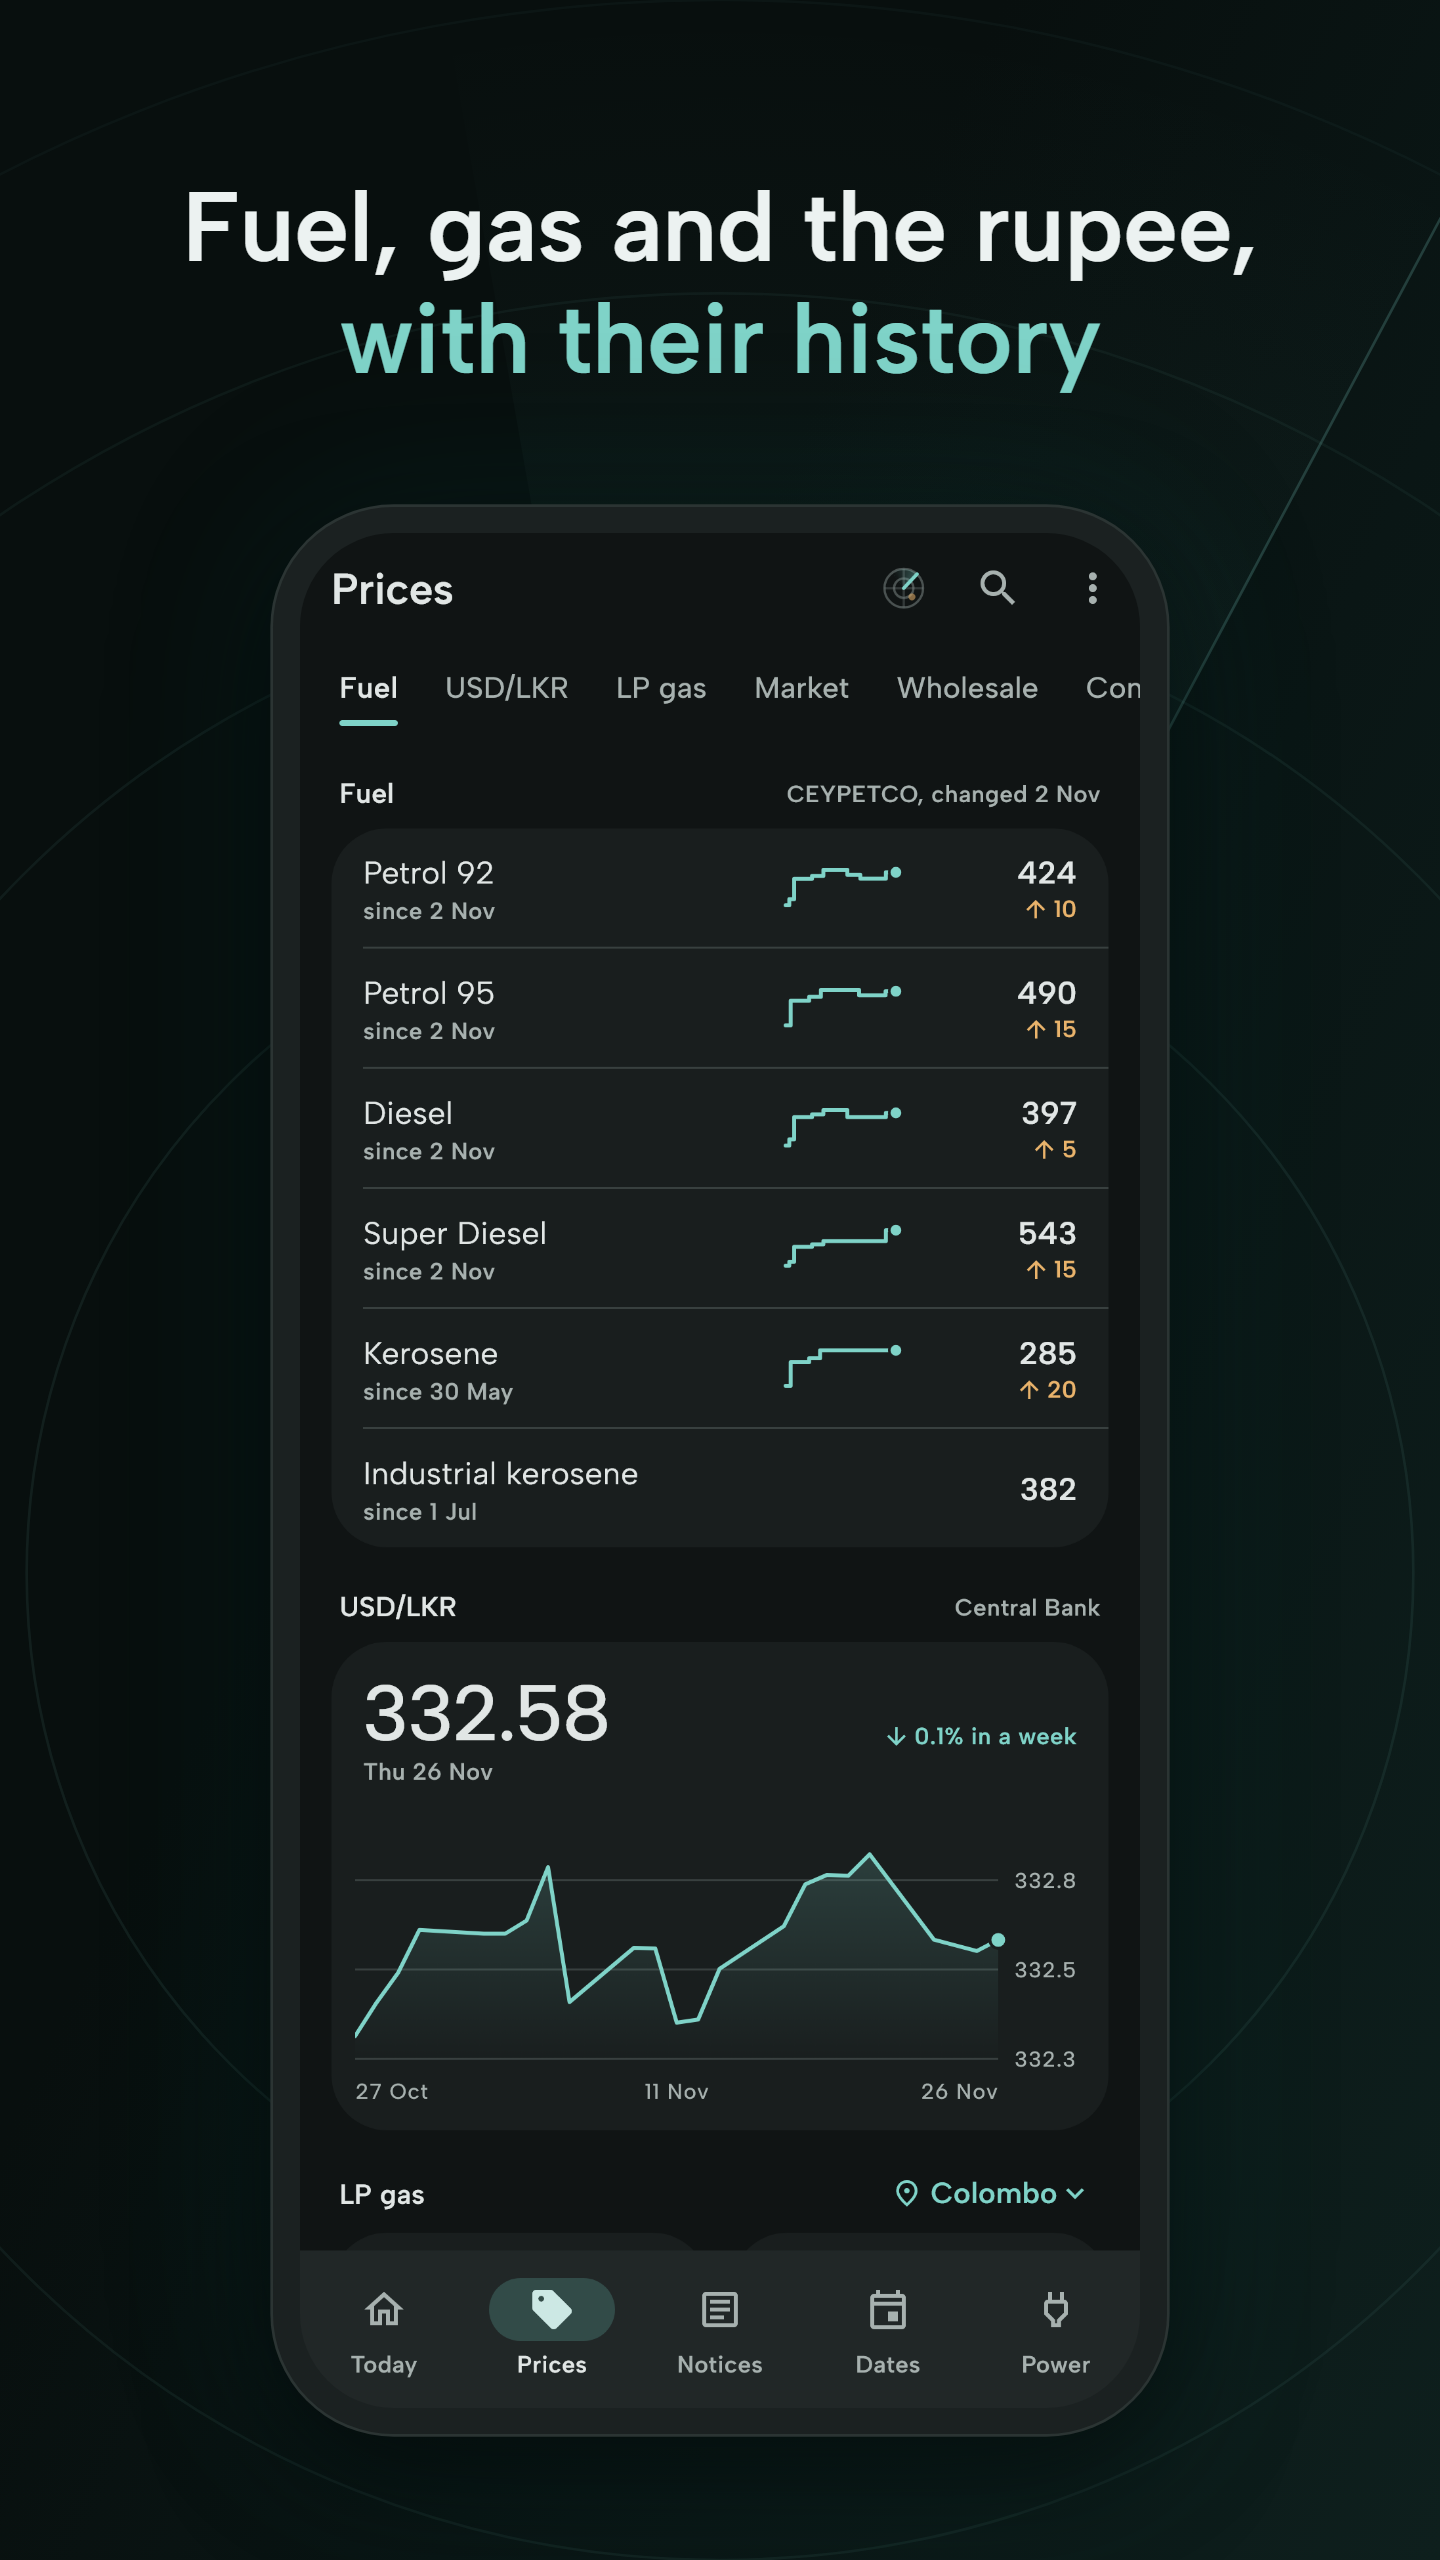 Fuel, gas and the rupee,
with their history
Prices
Fuel USD/LKR LP gas Market Wholesale Con
Fuel CEYPETCO, changed 2 Nov
Petrol 92 424
since 2 Nov ↑ 10
Petrol 95 490
since 2 Nov ↑ 15
Diesel 397
since 2 Nov ↑ 5
Super Diesel 543
since 2 Nov ↑ 15
Kerosene 285
since 30 May ↑ 20
Industrial kerosene 382
since 1 Jul
USD/LKR Central Bank
332.58
↓ 0.1% in a week
Thu 26 Nov
332.8
332.5
332.3
27 Oct 11 Nov 26 Nov
LP gas Colombo
Today Prices Notices Dates Power